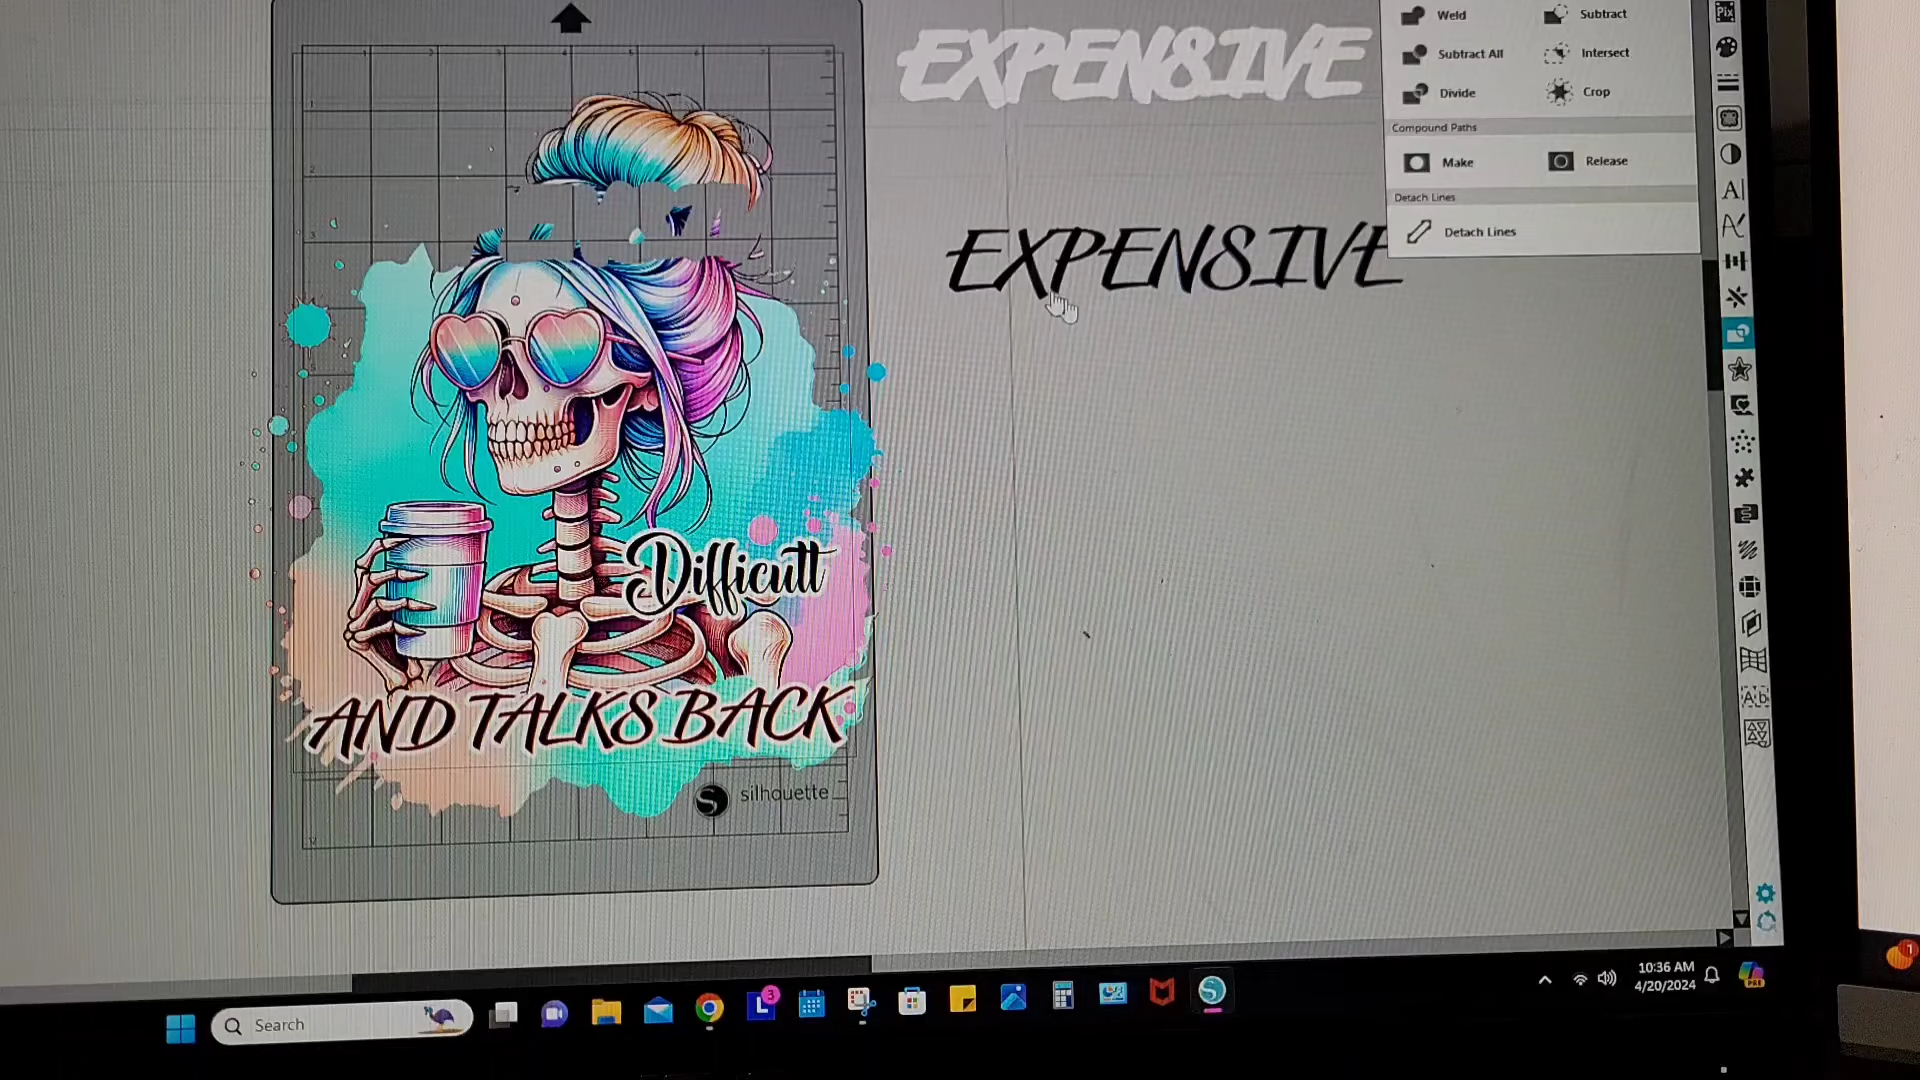 EXPENSIVE
Weld
Subtract
Subtract All
Intersect
Divide
Crop
Compound Paths
Make
Release
Detach Lines
Detach Lines
EXPENSIVE
Difficult
AND TALKS BACK
silhouette
Search
10:36 AM
4/20/2024